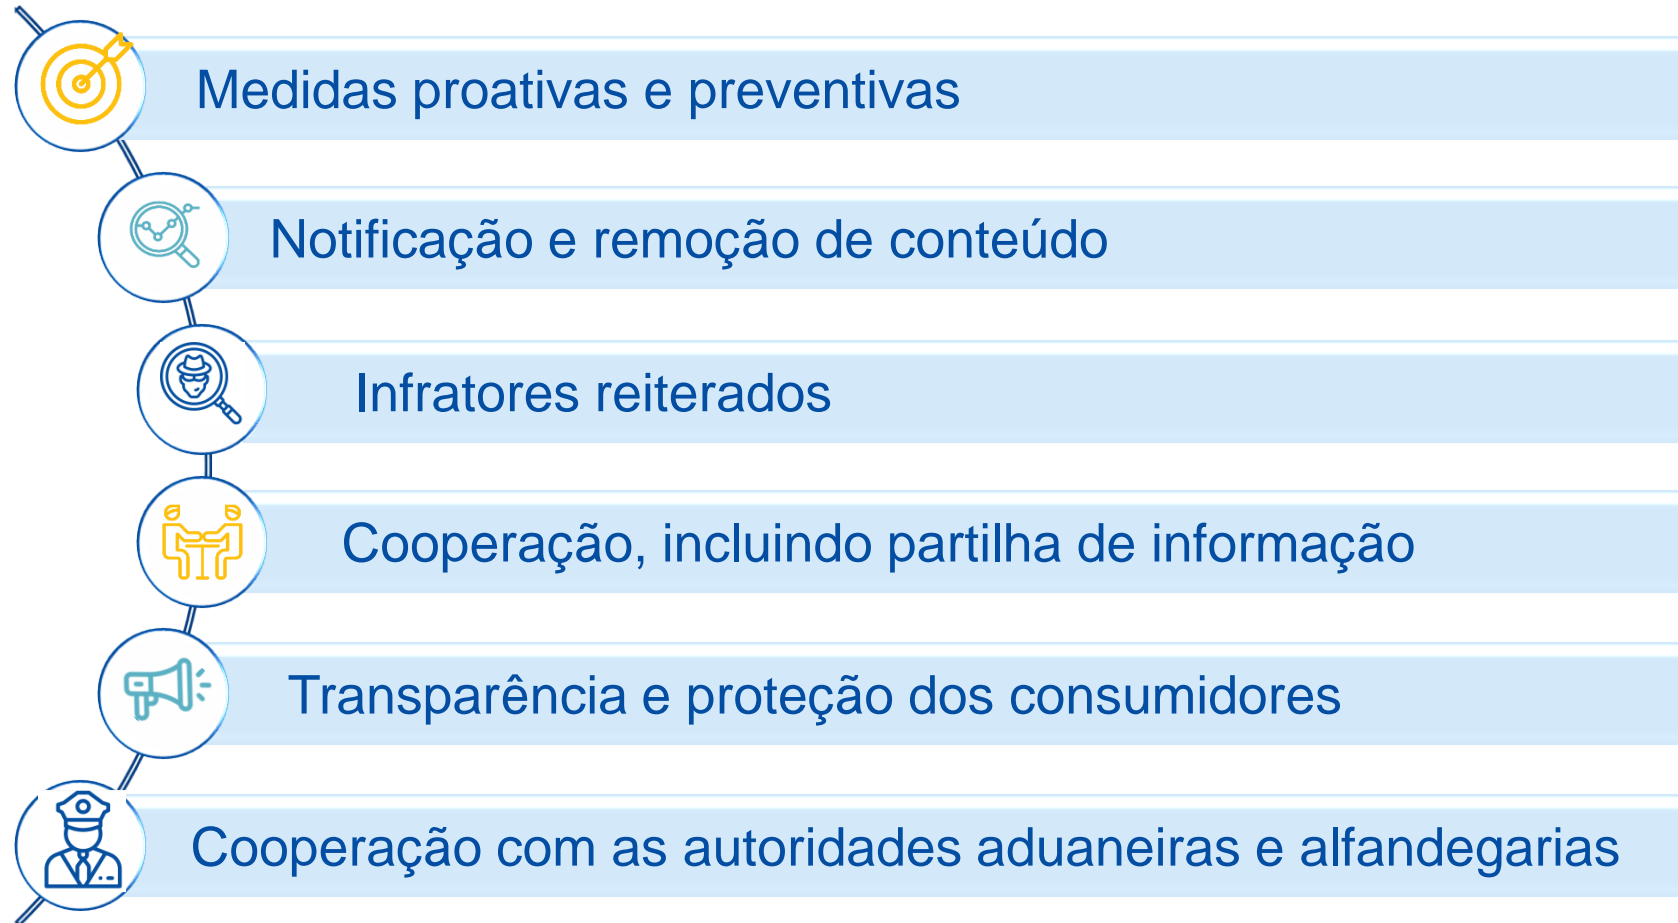 Medidas proativas e preventivas
Notificação e remoção de conteúdo
Infratores reiterados
Cooperação, incluindo partilha de informação
Transparência e proteção dos consumidores
Cooperação com as autoridades aduaneiras e alfandegarias